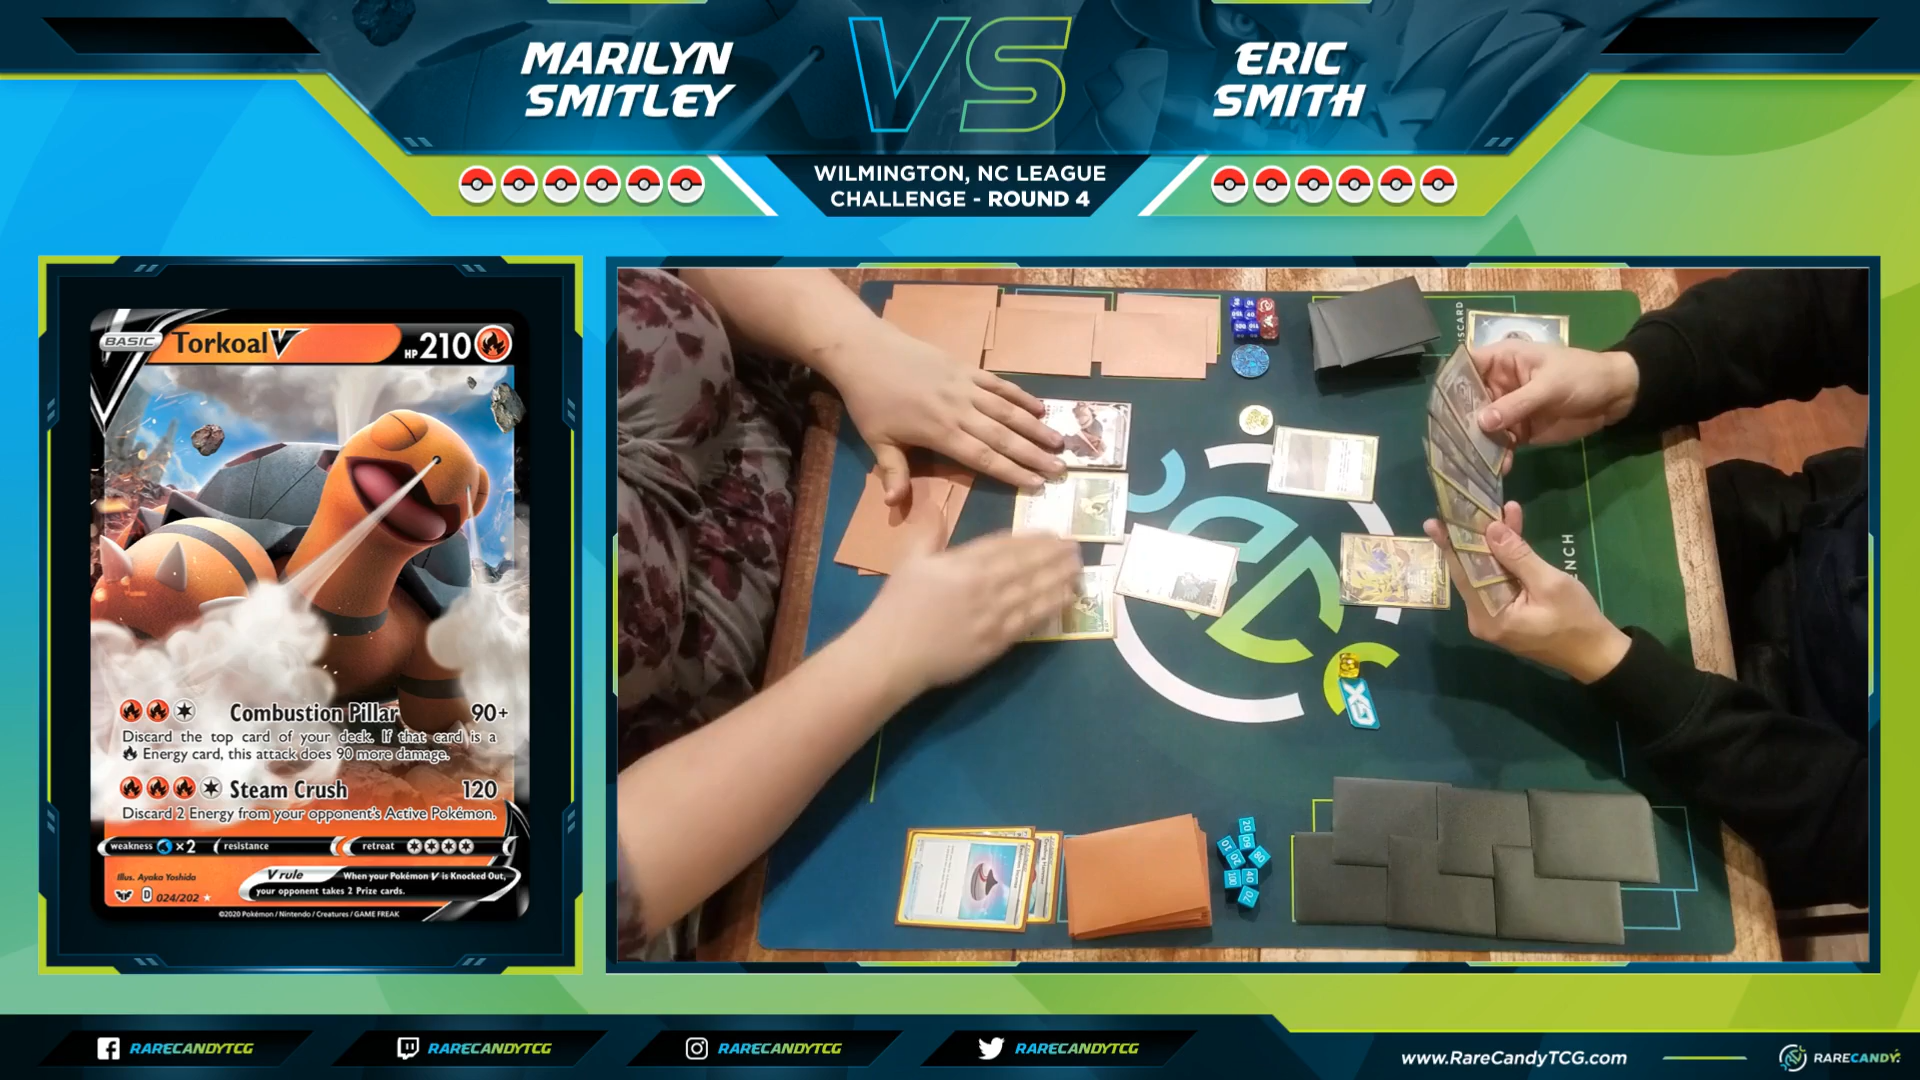 MARILYN
SMITLEY
VS
ERIC
SMITH
WILMINGTON, NC LEAGUE
CHALLENGE - ROUND 4
BASIC Torkoal V HP 210
Combustion Pillar 90+
Discard the top card of your deck. If that card is a
Energy card, this attack does 90 more damage.
Steam Crush 120
Discard 2 Energy from your opponent's Active Pokémon.
weakness ×2 resistance retreat
Illus. Ayaka Yoshida
D 024/202
V rule When your Pokémon V is Knocked Out,
your opponent takes 2 Prize cards.
©2020 Pokémon / Nintendo / Creatures / GAME FREAK
GX
RARECANDYTCG
RARECANDYTCG
RARECANDYTCG
RARECANDYTCG
www.RareCandyTCG.com
RARECANDY